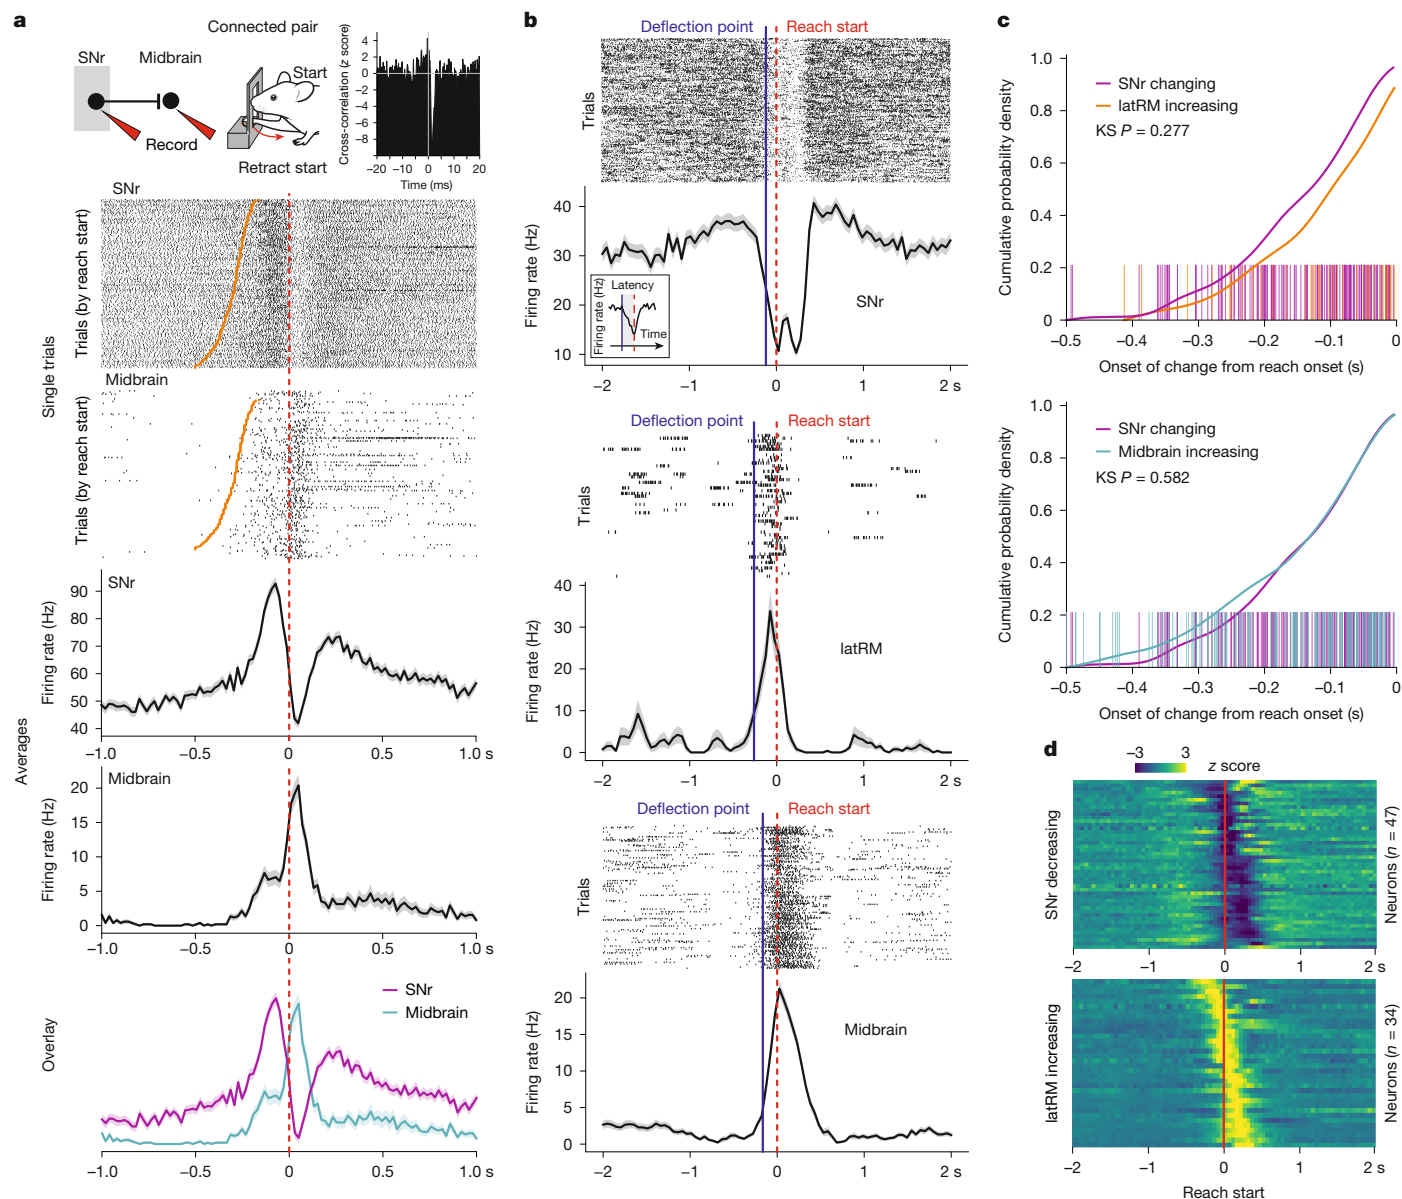 a
Connected pair
SNr
Midbrain
Record
Start
Retract start
Cross-correlation (z score)
4
2
0
−2
−4
−6
−8
−20
−10
0
10
20
Time (ms)
Single trials
SNr
Trials (by reach start)
Midbrain
Trials (by reach start)
Averages
SNr
Firing rate (Hz)
90
80
70
60
50
40
−1.0
−0.5
0
0.5
1.0 s
Midbrain
Firing rate (Hz)
20
15
10
5
0
−1.0
−0.5
0
0.5
1.0 s
Overlay
SNr
Midbrain
−1.0
−0.5
0
0.5
1.0 s
b
Deflection point
Reach start
Trials
Firing rate (Hz)
40
30
20
10
SNr
Firing rate (Hz)
Latency
Time
−2
−1
0
1
2 s
Deflection point
Reach start
Trials
Firing rate (Hz)
40
30
20
10
0
latRM
−2
−1
0
1
2 s
Deflection point
Reach start
Trials
Firing rate (Hz)
20
15
10
5
0
Midbrain
−2
−1
0
1
2 s
c
Cumulative probability density
1.0
0.8
0.6
0.4
0.2
0
SNr changing
latRM increasing
KS P = 0.277
−0.5
−0.4
−0.3
−0.2
−0.1
0
Onset of change from reach onset (s)
Cumulative probability density
1.0
0.8
0.6
0.4
0.2
0
SNr changing
Midbrain increasing
KS P = 0.582
−0.5
−0.4
−0.3
−0.2
−0.1
0
Onset of change from reach onset (s)
d
−3
3
z score
SNr decreasing
Neurons (n = 47)
−2
−1
0
1
2 s
latRM increasing
Neurons (n = 34)
−2
−1
0
1
2 s
Reach start